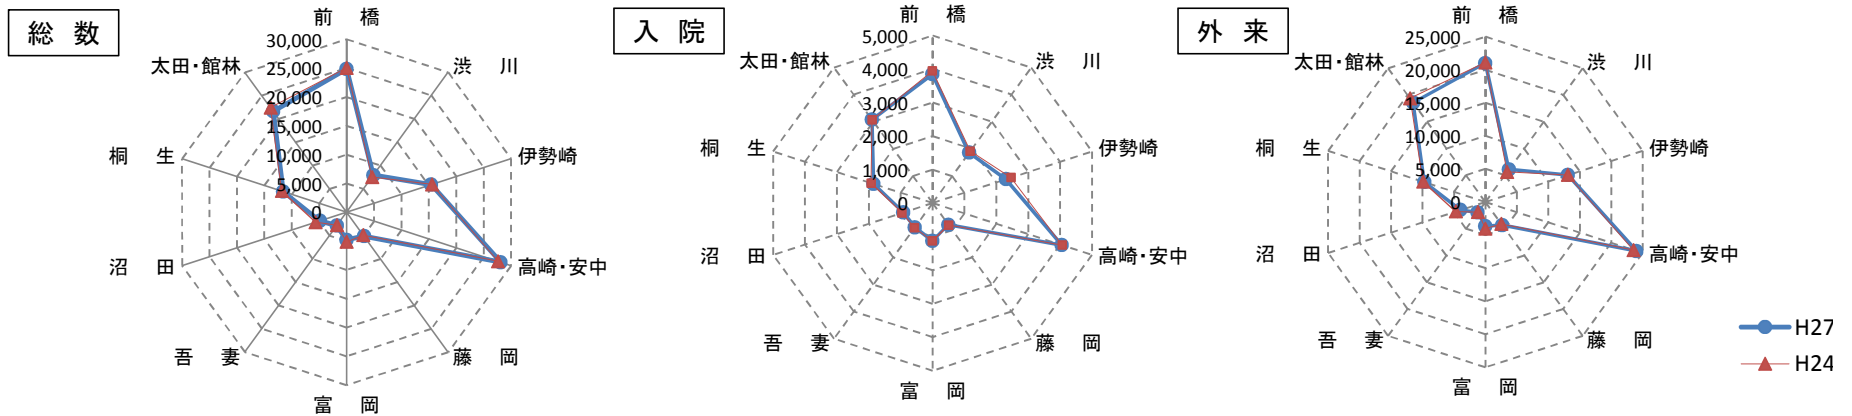 総 数
前 橋
渋 川
伊勢崎
高崎・安中
藤 岡
富 岡
吾 妻
沼 田
桐 生
太田・館林
30,000
25,000
20,000
15,000
10,000
5,000
0
入 院
前 橋
渋 川
伊勢崎
高崎・安中
藤 岡
富 岡
吾 妻
沼 田
桐 生
太田・館林
5,000
4,000
3,000
2,000
1,000
0
外 来
前 橋
渋 川
伊勢崎
高崎・安中
藤 岡
富 岡
吾 妻
沼 田
桐 生
太田・館林
25,000
20,000
15,000
10,000
5,000
0
H27
H24